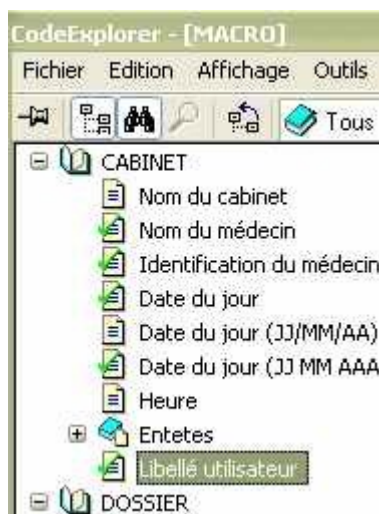 CodeExplorer - [MACRO]
Fichier Edition Affichage Outils
Tous
CABINET
Nom du cabinet
Nom du médecin
Identification du médecin
Date du jour
Date du jour (JJ/MM/AA)
Date du jour (JJ MM AAA
Heure
Entetes
Libellé utilisateur
DOSSIER